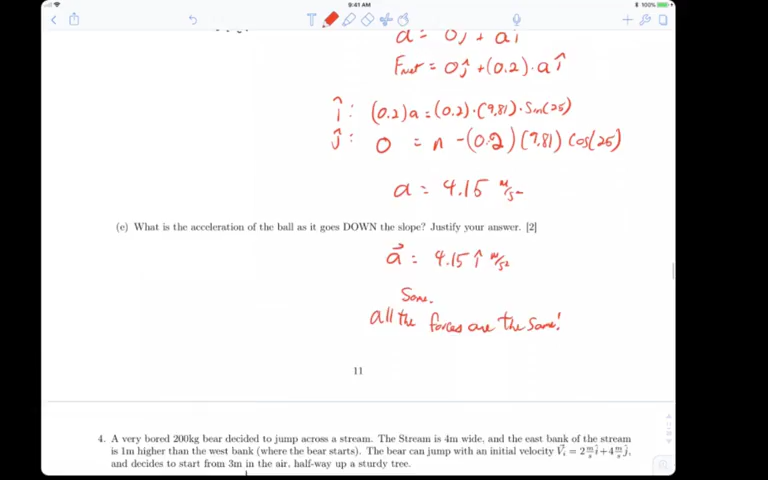 9:41 AM
100%
a = 0ĵ + aî
Fnet = 0ĵ + (0.2)·a î
î: (0.2)a = (0.2)·(9.81)·Sin(25)
ĵ: 0 = n - (0.2)(9.81) Cos(25)
a = 4.15 m/s²
(e) What is the acceleration of the ball as it goes DOWN the slope? Justify your answer. [2]
a⃗ = 4.15 î m/s²
Same.
all the forces are the same!
11
4. A very bored 200kg bear decided to jump across a stream. The Stream is 4m wide, and the east bank of the stream
is 1m higher than the west bank (where the bear starts). The bear can jump with an initial velocity V⃗ᵢ = 2 m/s î + 4 m/s ĵ,
and decides to start from 3m in the air, half-way up a sturdy tree.